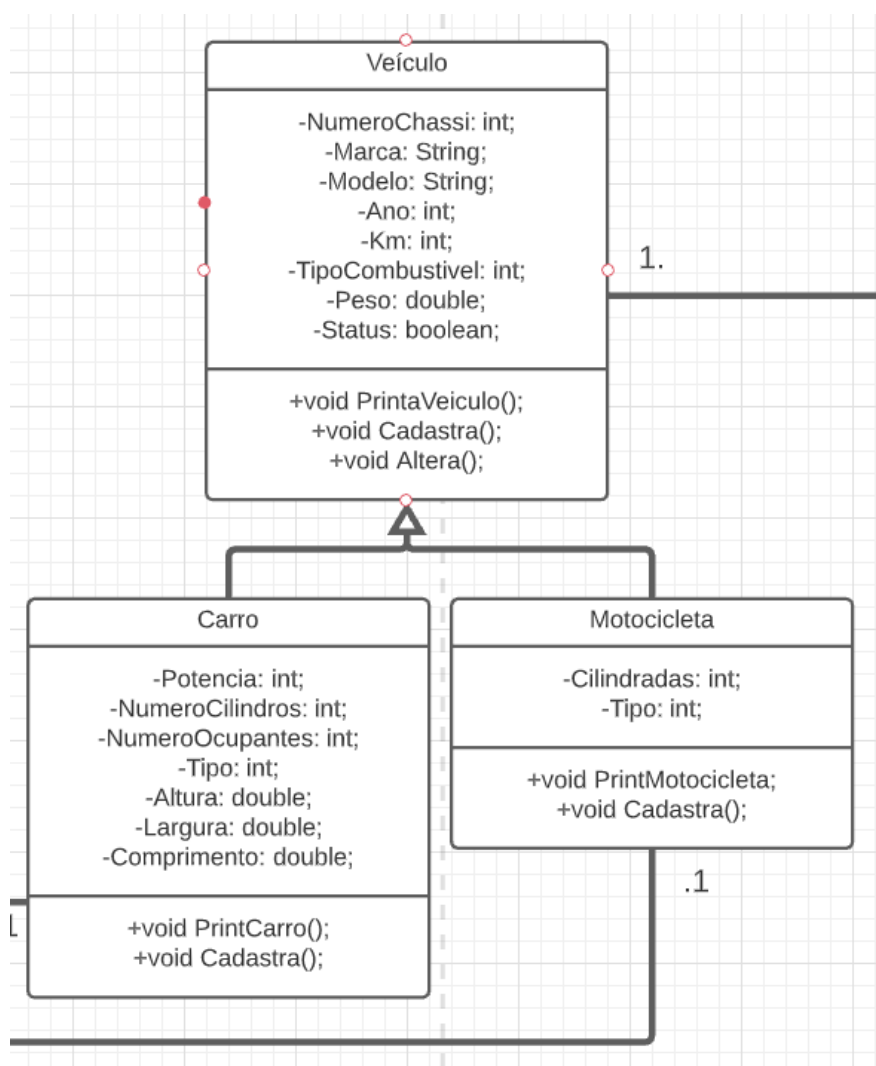 Veículo
-NumeroChassi: int;
-Marca: String;
-Modelo: String;
-Ano: int;
-Km: int;
-TipoCombustivel: int;
-Peso: double;
-Status: boolean;
+void PrintaVeiculo();
+void Cadastra();
+void Altera();
1.
Carro
-Potencia: int;
-NumeroCilindros: int;
-NumeroOcupantes: int;
-Tipo: int;
-Altura: double;
-Largura: double;
-Comprimento: double;
+void PrintCarro();
+void Cadastra();
1
Motocicleta
-Cilindradas: int;
-Tipo: int;
+void PrintMotocicleta;
+void Cadastra();
.1